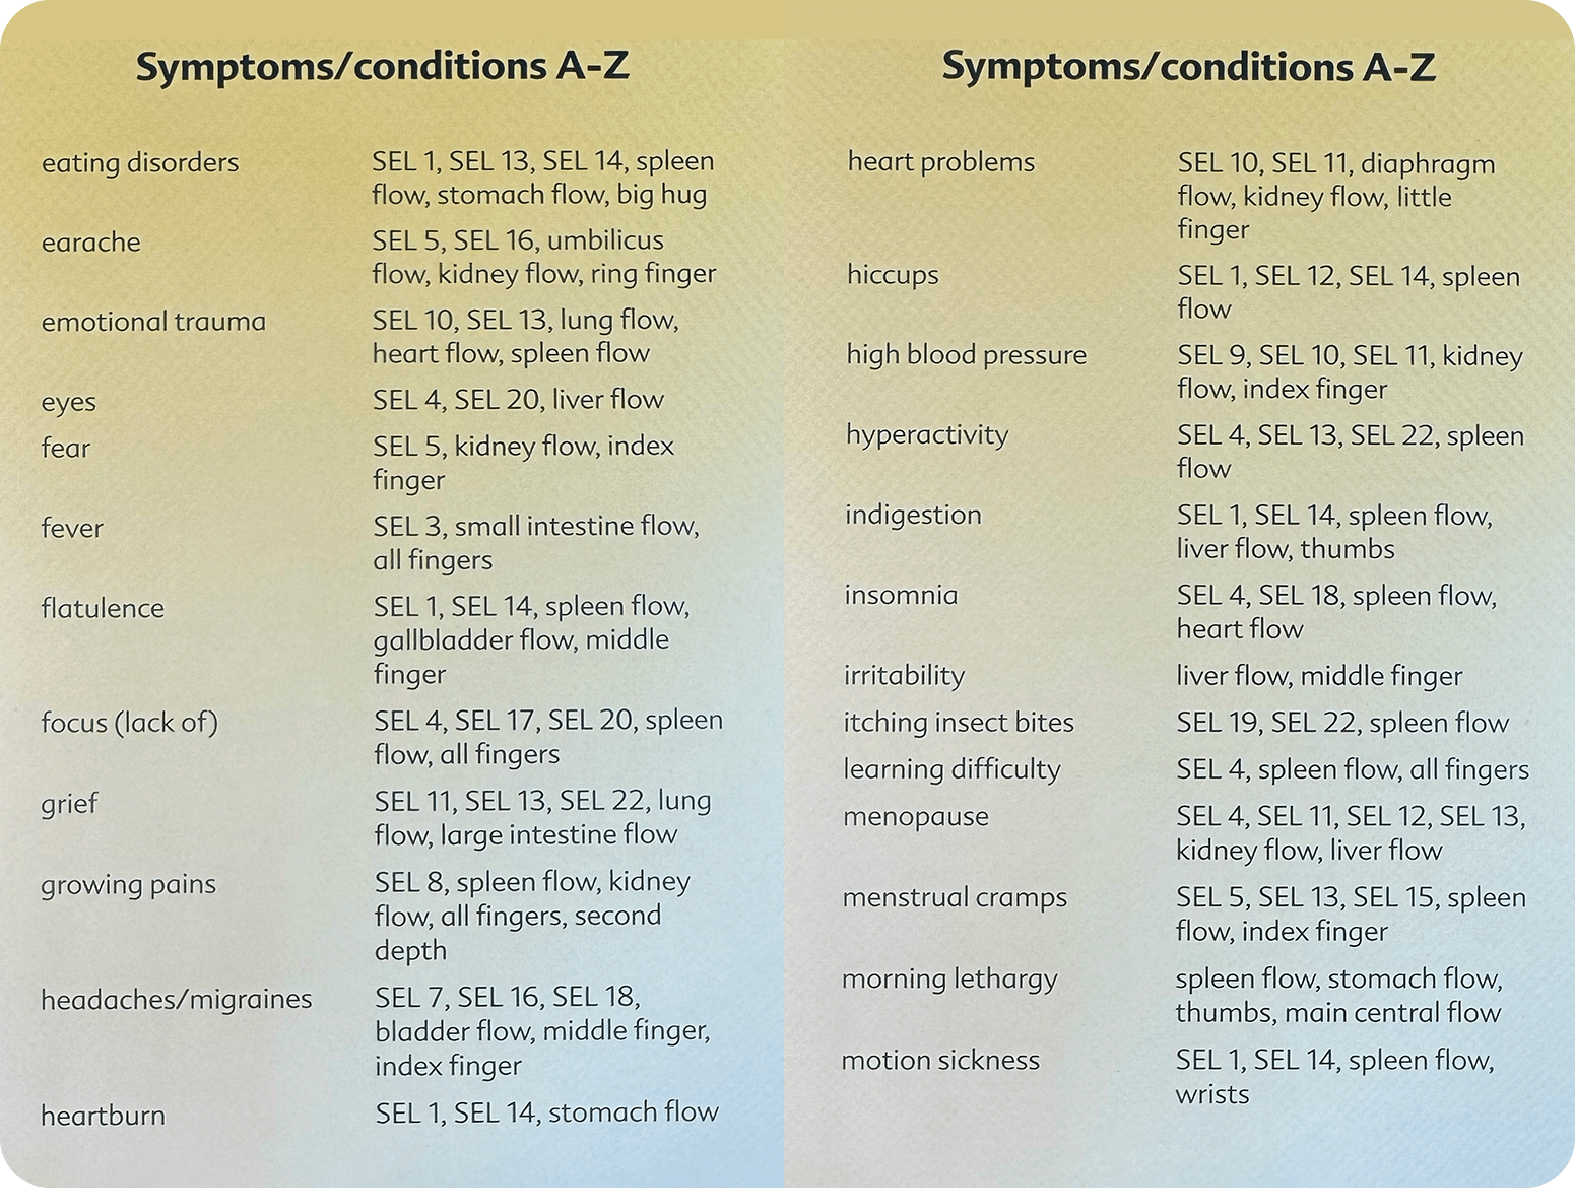 Symptoms/conditions A-Z
eating disorders SEL 1, SEL 13, SEL 14, spleen
flow, stomach flow, big hug
earache SEL 5, SEL 16, umbilicus
flow, kidney flow, ring finger
emotional trauma SEL 10, SEL 13, lung flow,
heart flow, spleen flow
eyes SEL 4, SEL 20, liver flow
fear SEL 5, kidney flow, index
finger
fever SEL 3, small intestine flow,
all fingers
flatulence SEL 1, SEL 14, spleen flow,
gallbladder flow, middle
finger
focus (lack of) SEL 4, SEL 17, SEL 20, spleen
flow, all fingers
grief SEL 11, SEL 13, SEL 22, lung
flow, large intestine flow
growing pains SEL 8, spleen flow, kidney
flow, all fingers, second
depth
headaches/migraines SEL 7, SEL 16, SEL 18,
bladder flow, middle finger,
index finger
heartburn SEL 1, SEL 14, stomach flow
Symptoms/conditions A-Z
heart problems SEL 10, SEL 11, diaphragm
flow, kidney flow, little
finger
hiccups SEL 1, SEL 12, SEL 14, spleen
flow
high blood pressure SEL 9, SEL 10, SEL 11, kidney
flow, index finger
hyperactivity SEL 4, SEL 13, SEL 22, spleen
flow
indigestion SEL 1, SEL 14, spleen flow,
liver flow, thumbs
insomnia SEL 4, SEL 18, spleen flow,
heart flow
irritability liver flow, middle finger
itching insect bites SEL 19, SEL 22, spleen flow
learning difficulty SEL 4, spleen flow, all fingers
menopause SEL 4, SEL 11, SEL 12, SEL 13,
kidney flow, liver flow
menstrual cramps SEL 5, SEL 13, SEL 15, spleen
flow, index finger
morning lethargy spleen flow, stomach flow,
thumbs, main central flow
motion sickness SEL 1, SEL 14, spleen flow,
wrists